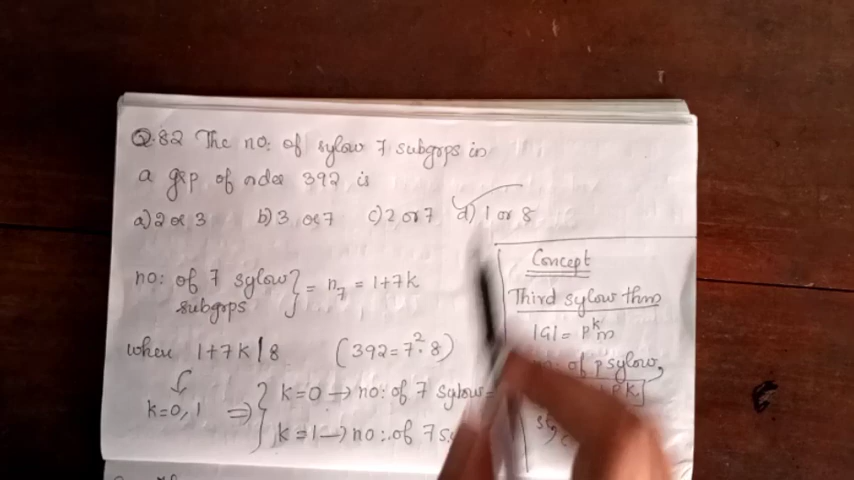 Q.82 The no: of sylow 7 subgrps in
a grp of order 392 is
a) 2 or 3 b) 3 or 7 c) 2 or 7 d) 1 or 8
no: of 7 sylow
subgrps } = n₇ = 1+7k
when 1+7k | 8 (392 = 7².8)
k=0,1 ⇒ { k=0 → no: of 7 sylow=
k=1 → no: of 7 sy
Concept
Third sylow thm
|G| = pᵏm
of p sylow,
pk